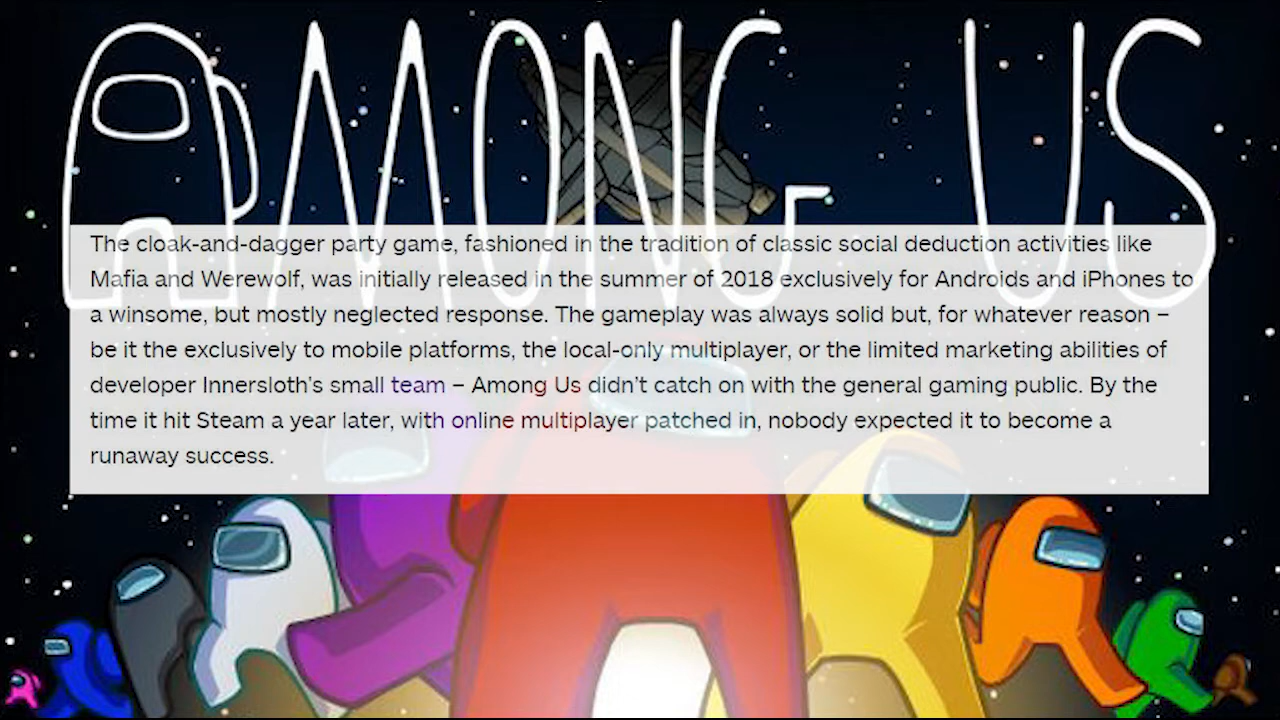 AMONG US
The cloak-and-dagger party game, fashioned in the tradition of classic social deduction activities like
Mafia and Werewolf, was initially released in the summer of 2018 exclusively for Androids and iPhones to
a winsome, but mostly neglected response. The gameplay was always solid but, for whatever reason –
be it the exclusively to mobile platforms, the local-only multiplayer, or the limited marketing abilities of
developer Innersloth’s small team – Among Us didn’t catch on with the general gaming public. By the
time it hit Steam a year later, with online multiplayer patched in, nobody expected it to become a
runaway success.